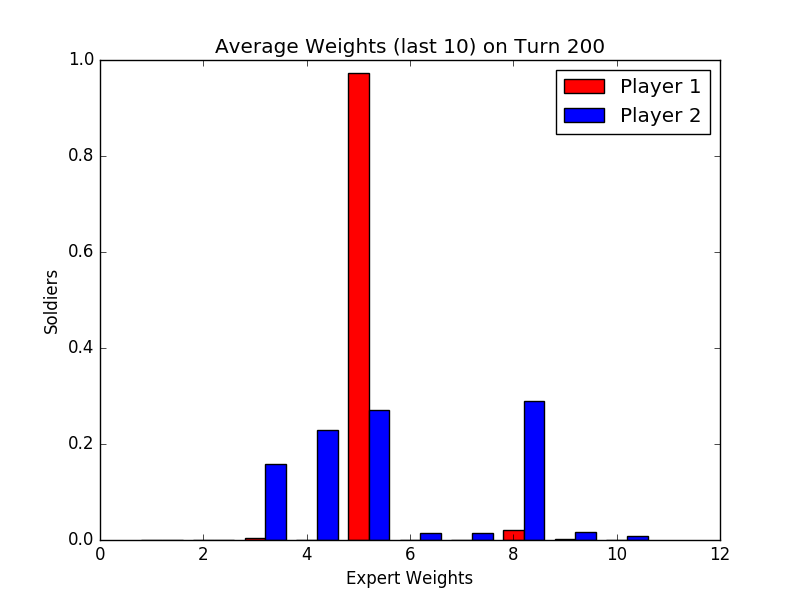 Average Weights (last 10) on Turn 200
1.0
Player 1
Player 2
0.8
0.6
Soldiers
0.4
0.2
0.0
0 2 4 6 8 10 12
Expert Weights